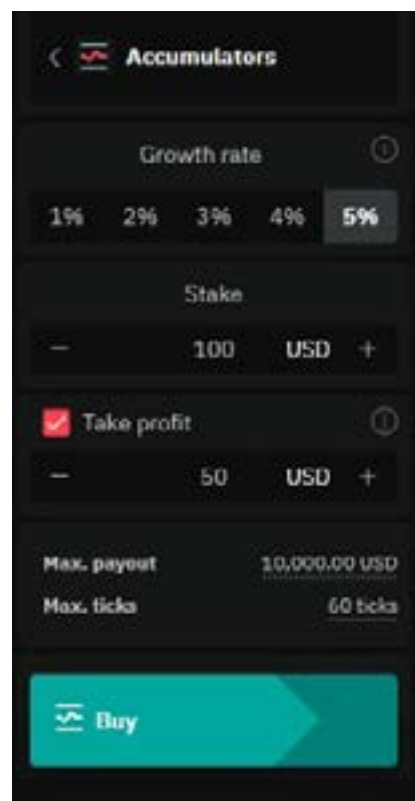 Accumulators
Growth rate
1% 2% 3% 4% 5%
Stake
− 100 USD +
Take profit
− 50 USD +
Max. payout 10,000.00 USD
Max. ticks 60 ticks
Buy